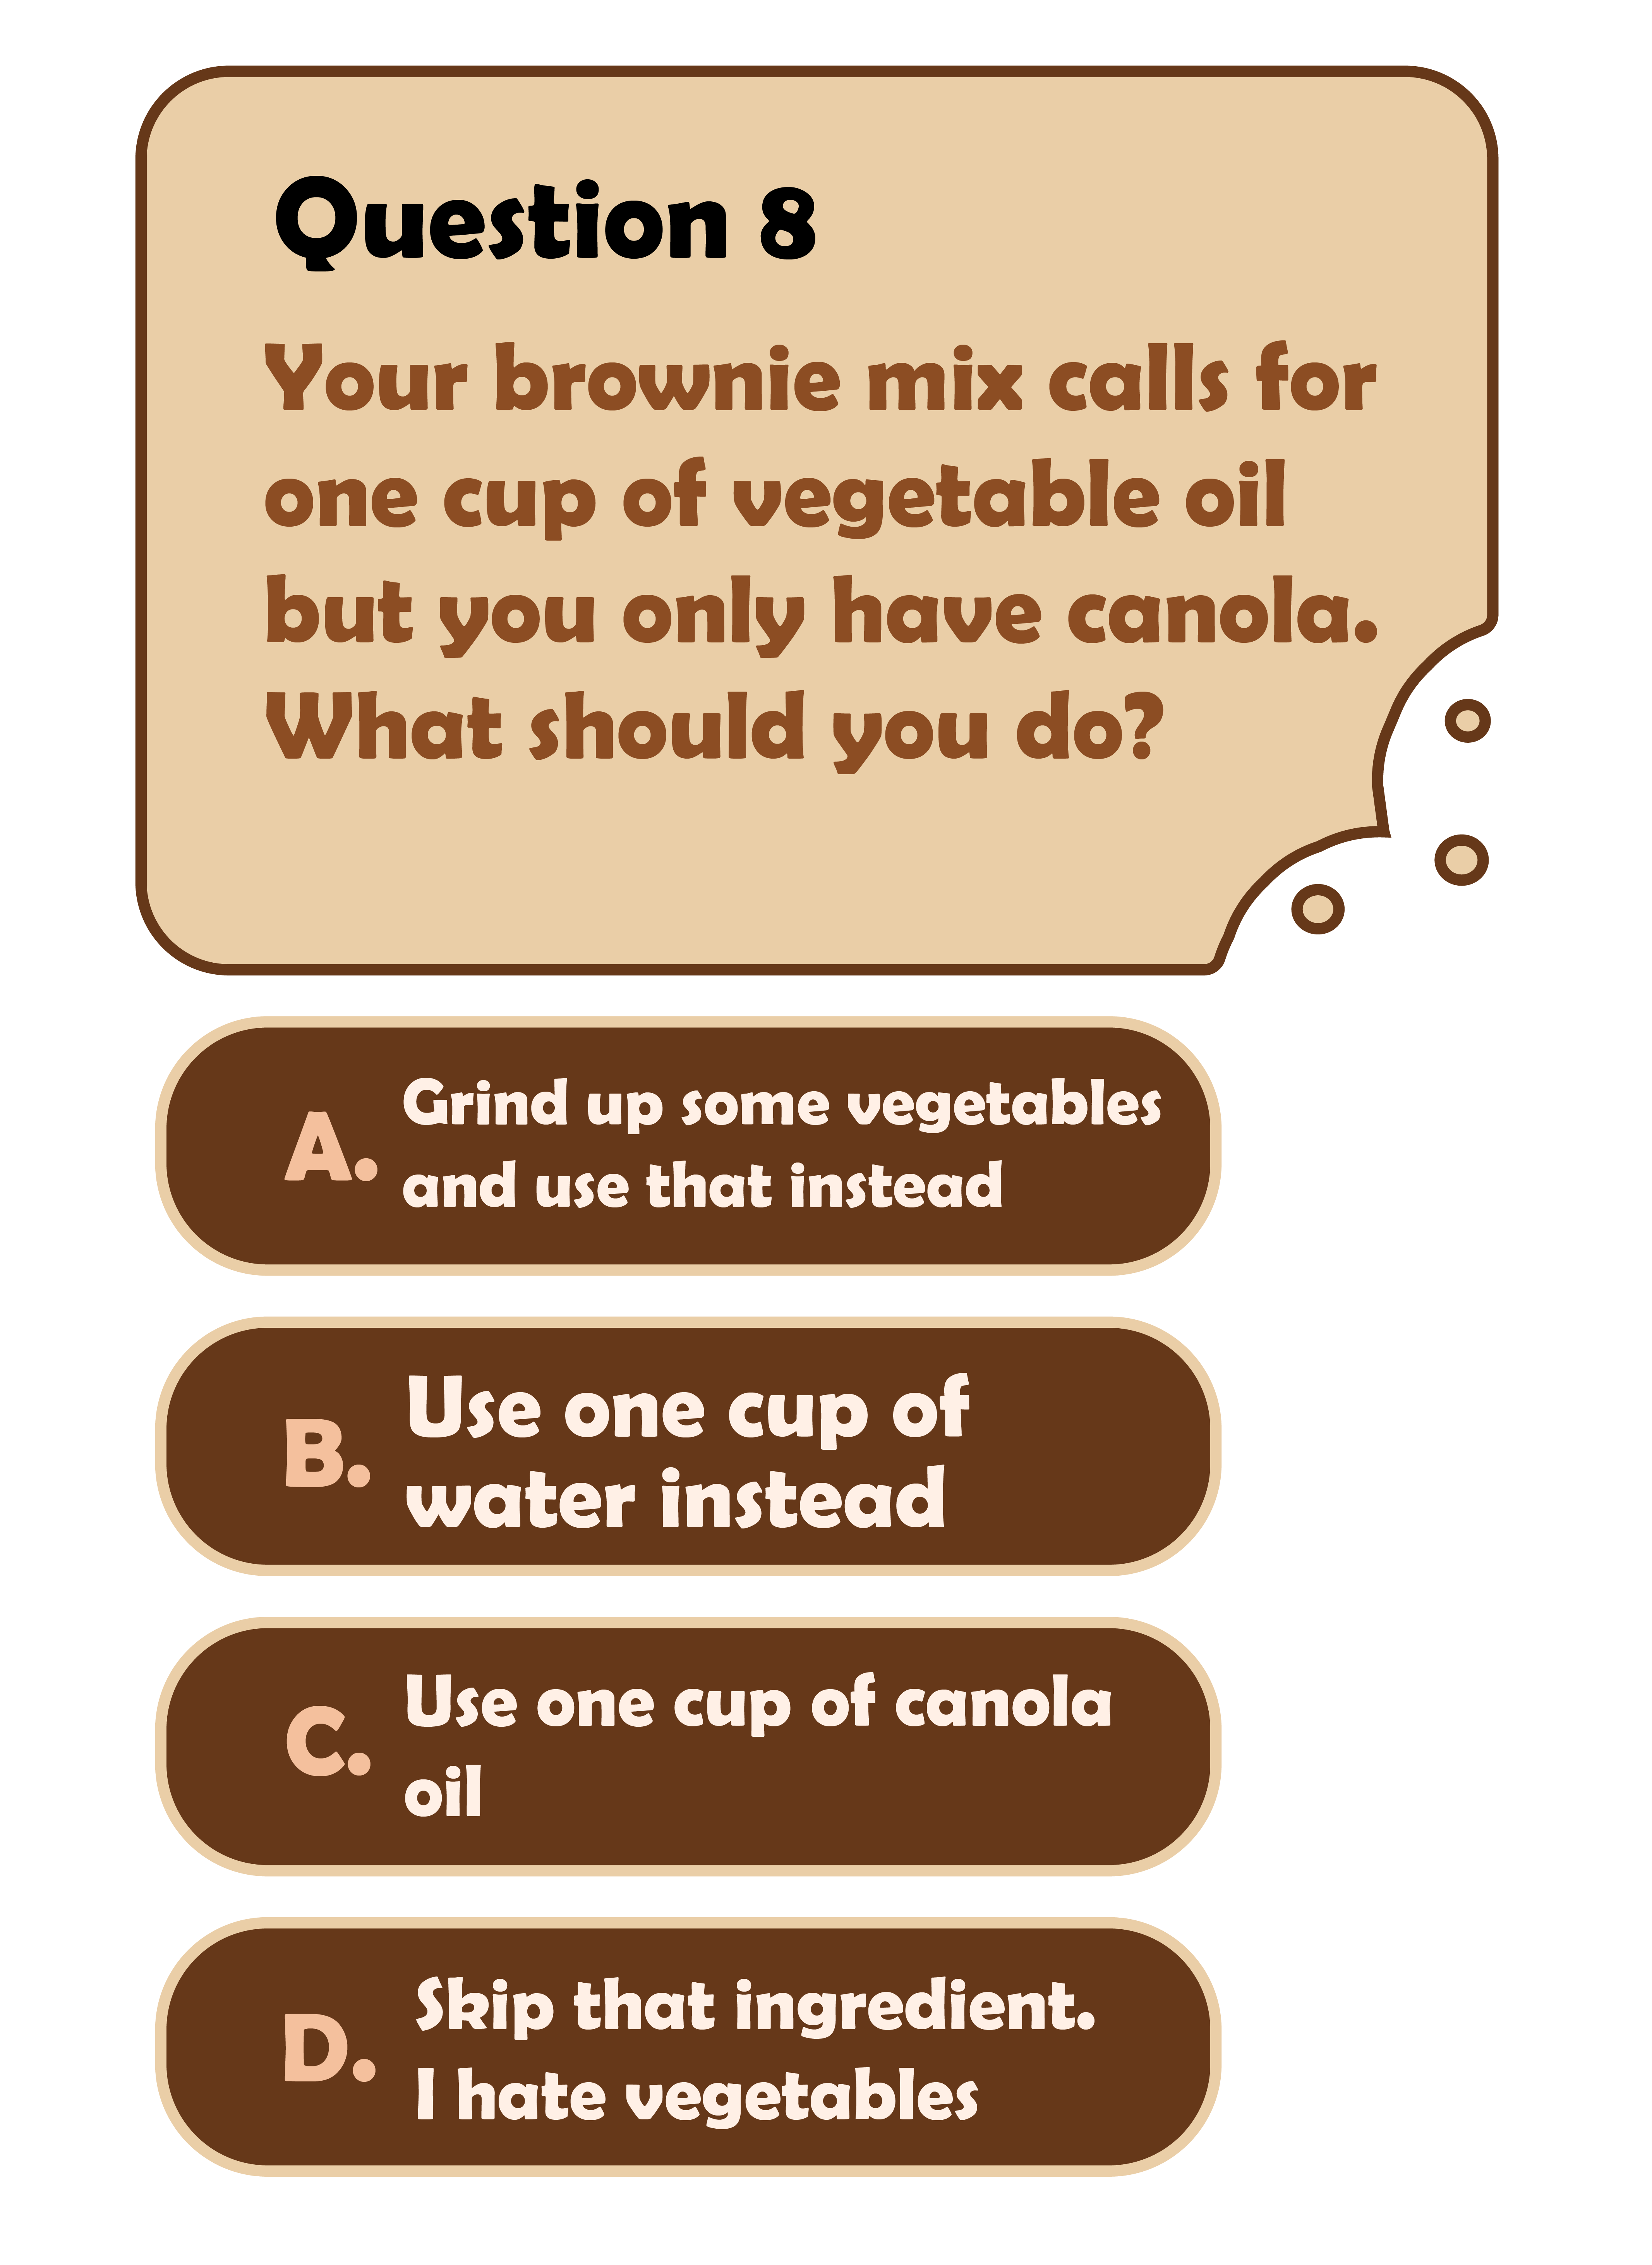 Question 8
Your brownie mix calls for
one cup of vegetable oil
but you only have canola.
What should you do?
A. Grind up some vegetables
and use that instead
B. Use one cup of
water instead
C. Use one cup of canola
oil
D. Skip that ingredient.
I hate vegetables